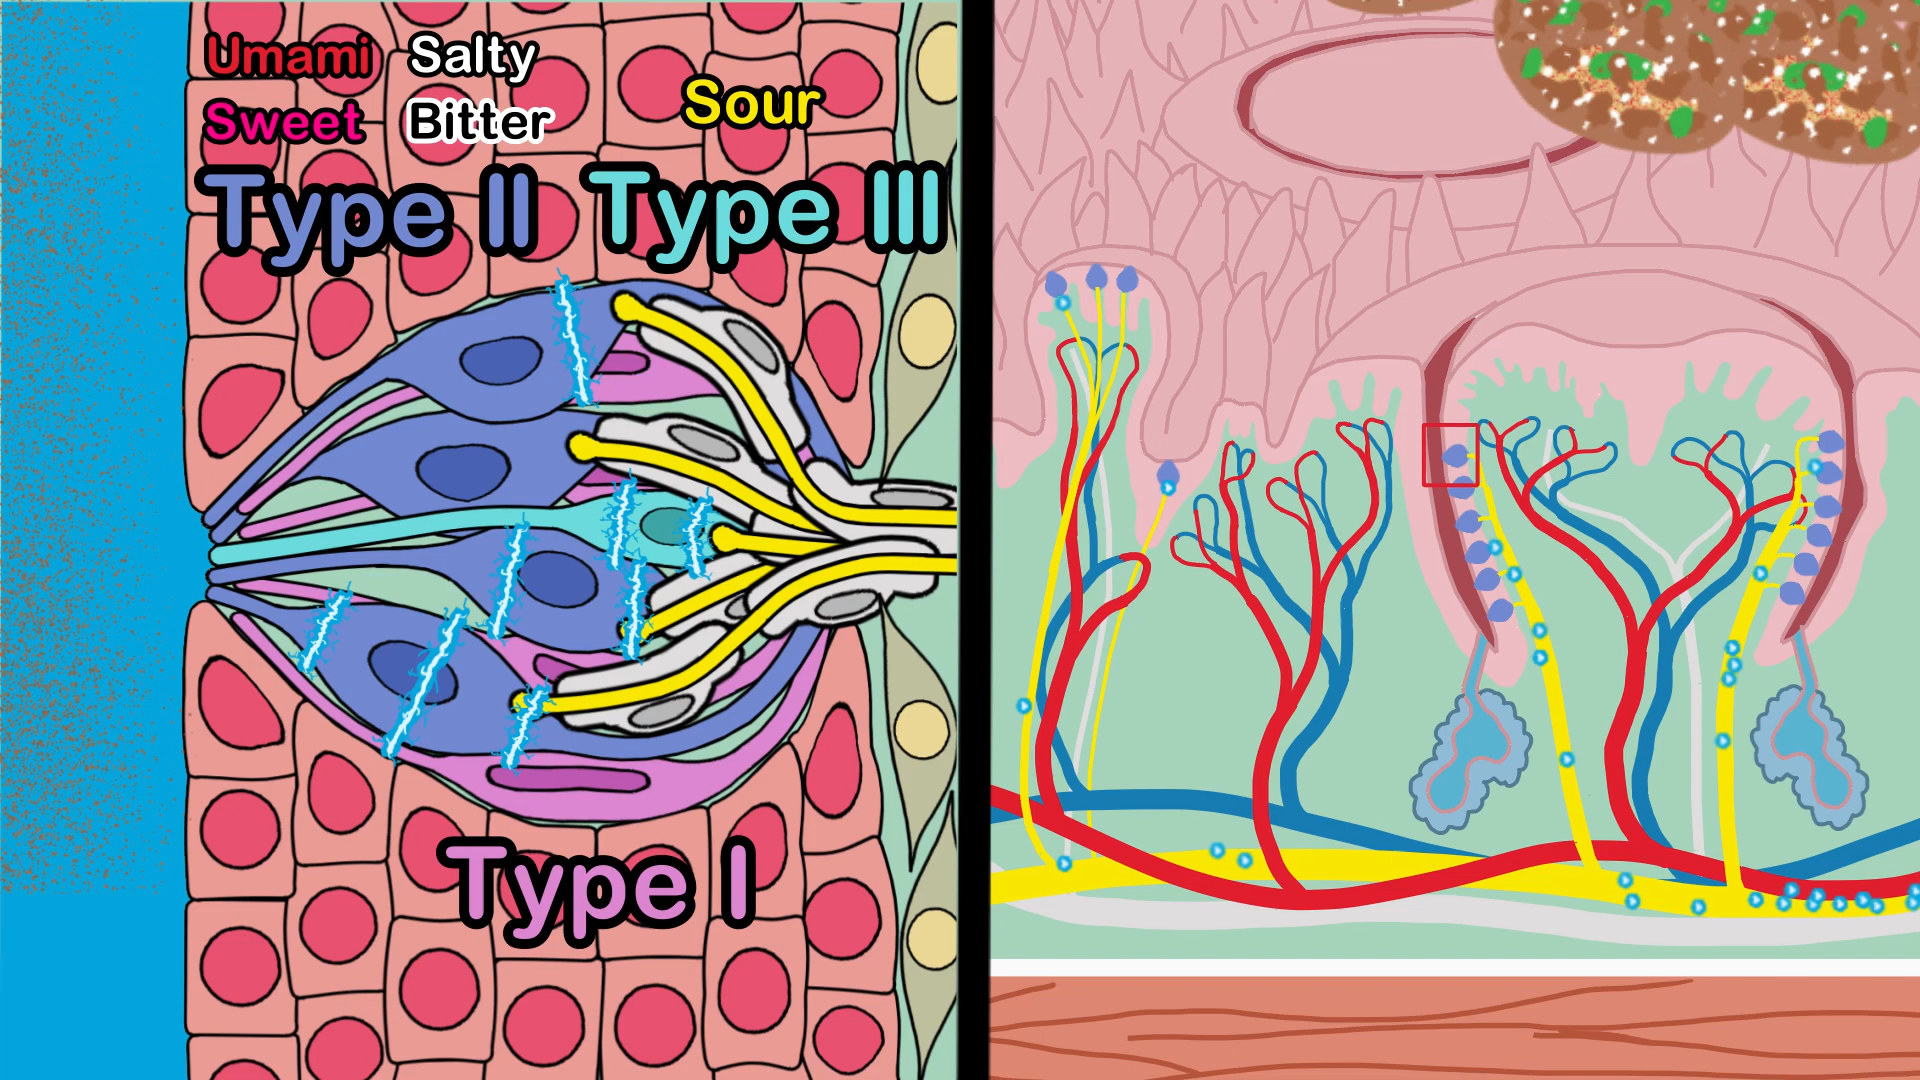 Umami Salty
Sweet Bitter
Sour
Type II Type III
Type I